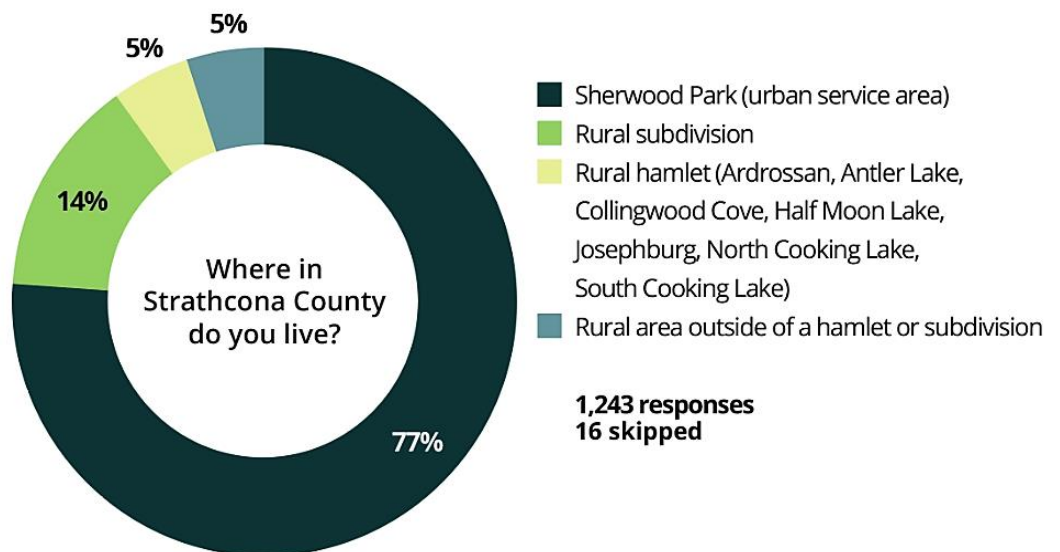 5%
5%
14%
77%
Where in
Strathcona County
do you live?
Sherwood Park (urban service area)
Rural subdivision
Rural hamlet (Ardrossan, Antler Lake,
Collingwood Cove, Half Moon Lake,
Josephburg, North Cooking Lake,
South Cooking Lake)
Rural area outside of a hamlet or subdivision
1,243 responses
16 skipped